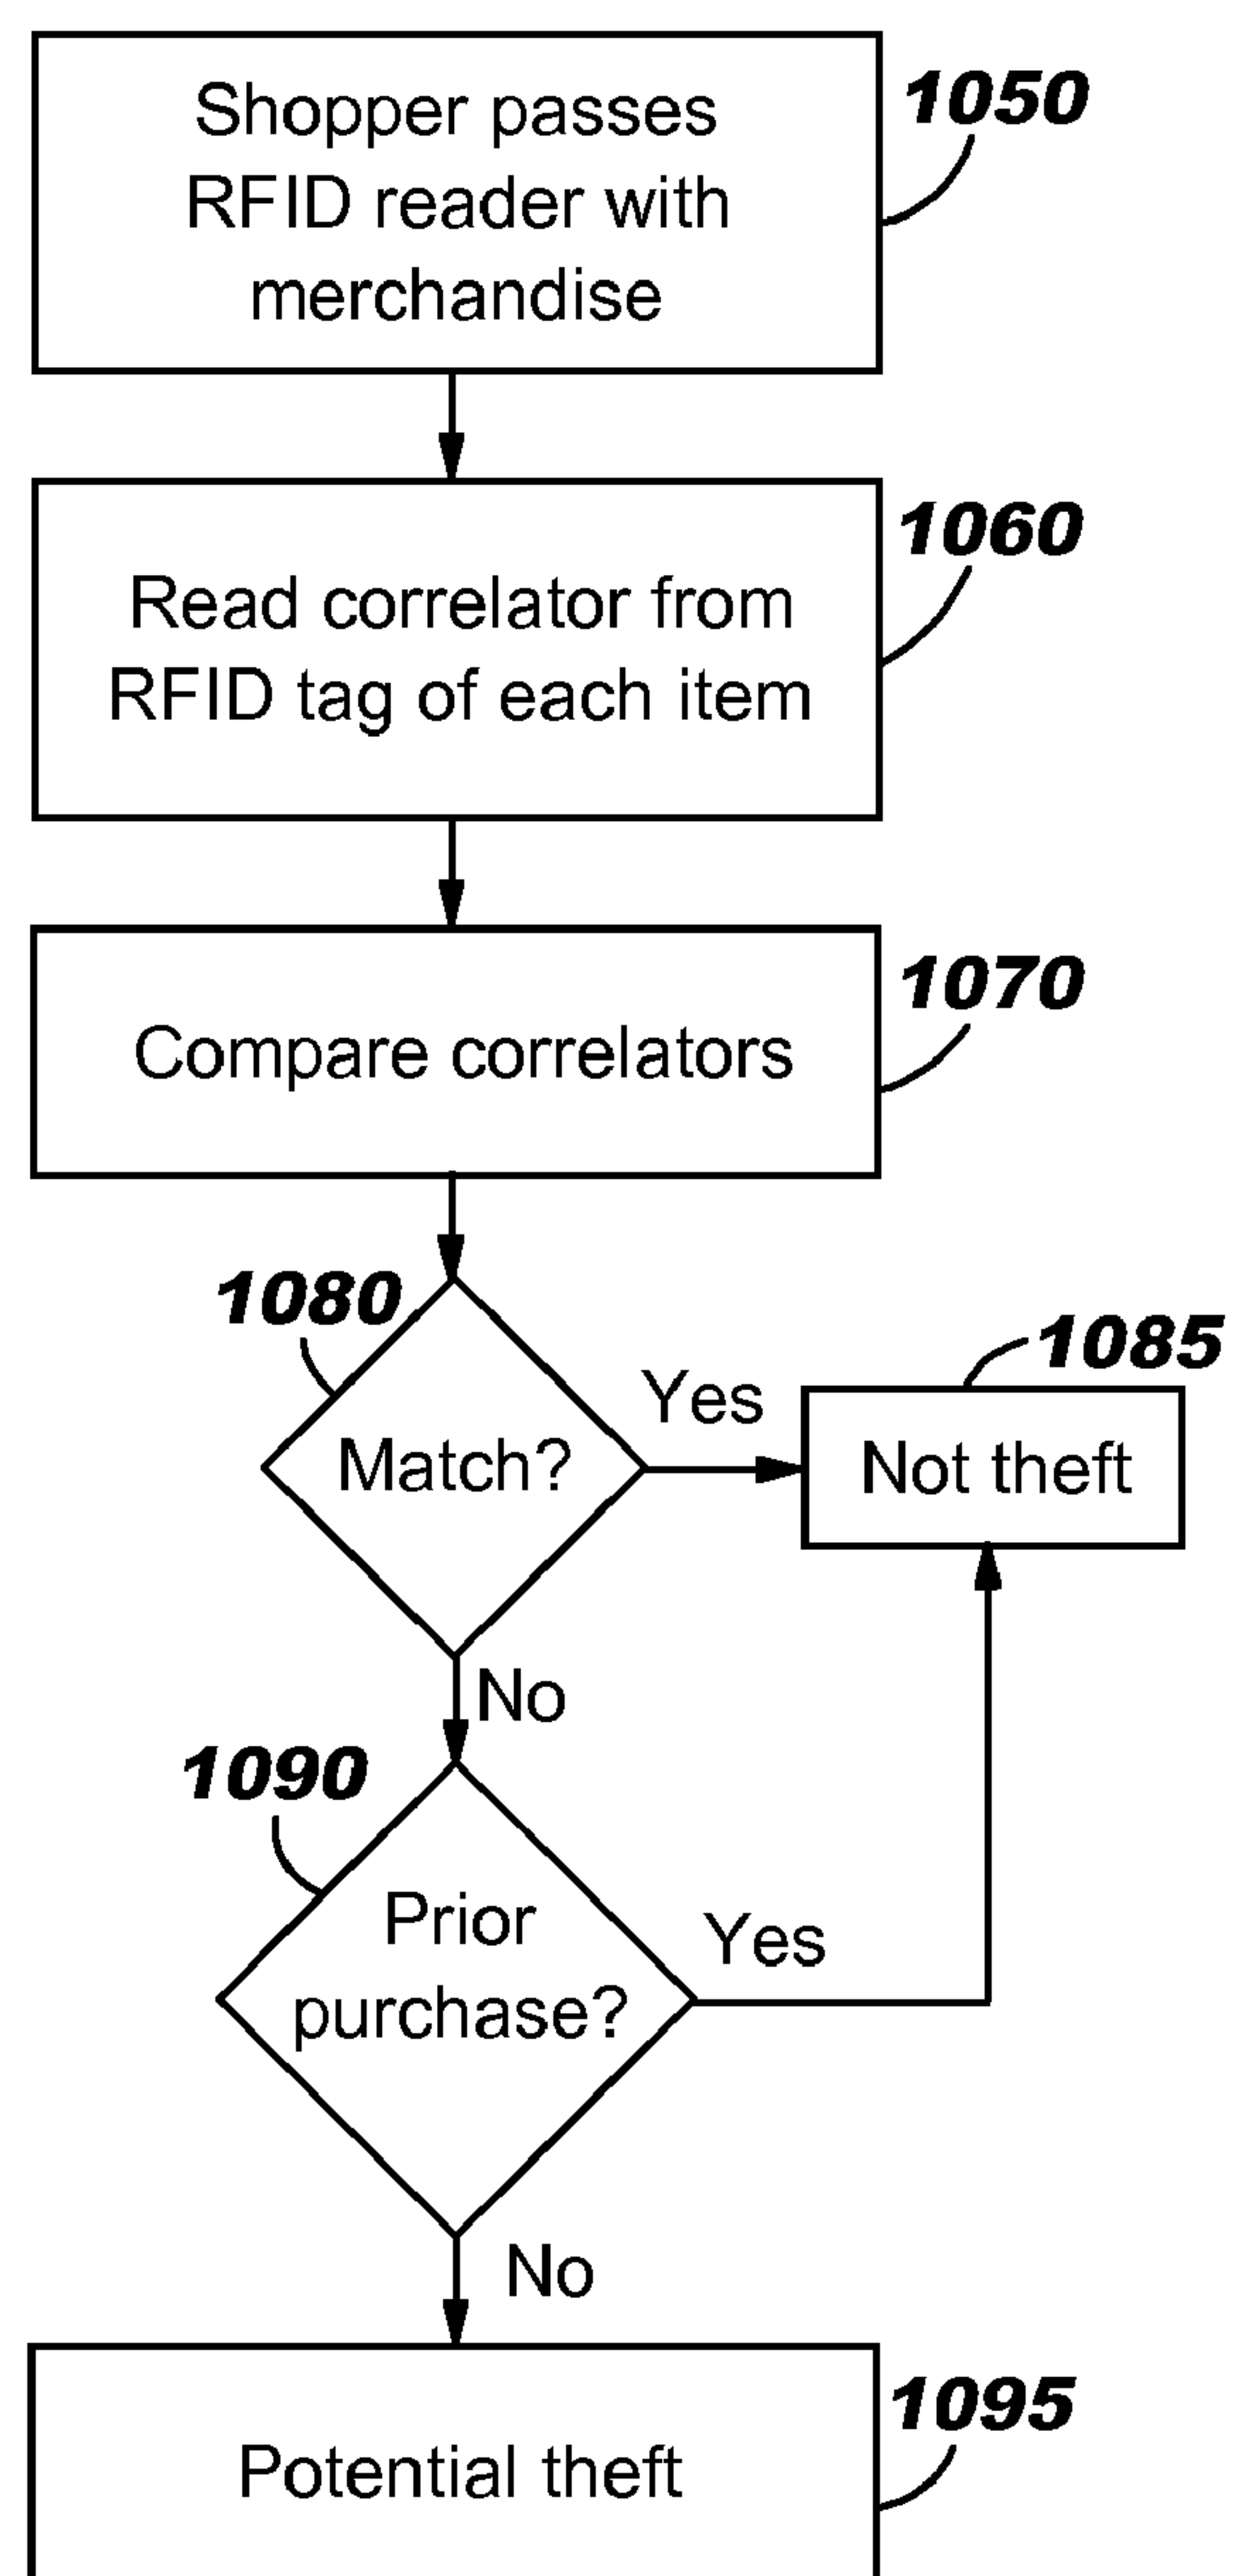 Shopper passes
RFID reader with
merchandise
1050
Read correlator from
RFID tag of each item
1060
Compare correlators
1070
1080
Match?
Yes
1085
Not theft
No
1090
Prior
purchase?
Yes
No
Potential theft
1095